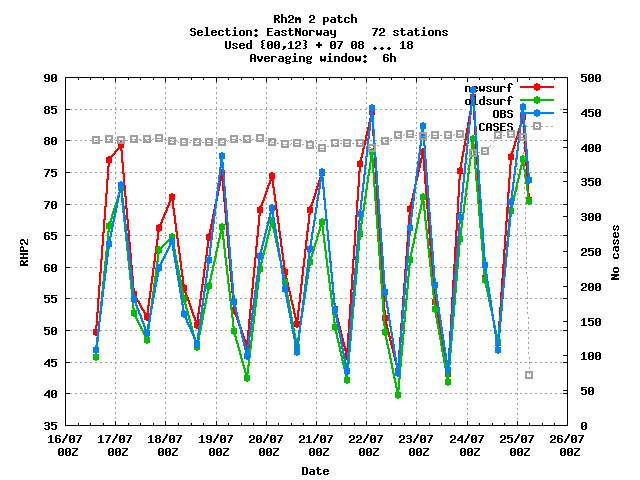 Rh2m 2 patch
Selection: EastNorway 72 stations
Used {00,12} + 07 08 ... 18
Averaging window: 6h
90 500
85 450
80 400
75 350
70 300
65 250
60 200
55 150
50 100
45 50
40 0
35
newsurf
oldsurf
OBS
CASES
RHP2
No cases
16/07 17/07 18/07 19/07 20/07 21/07 22/07 23/07 24/07 25/07 26/07
00Z 00Z 00Z 00Z 00Z 00Z 00Z 00Z 00Z 00Z 00Z
Date